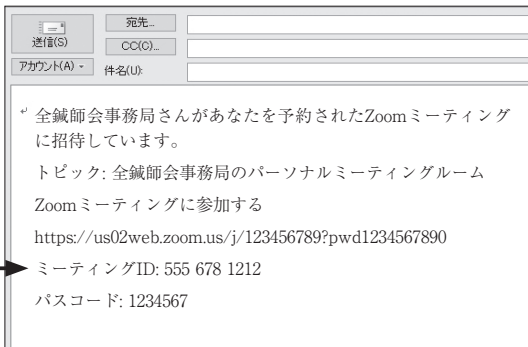 宛先...
送信(S)
CC(C)...
アカウント(A)
件名(U):
全鍼師会事務局さんがあなたを予約されたZoomミーティング
に招待しています。
トピック: 全鍼師会事務局のパーソナルミーティングルーム
Zoomミーティングに参加する
https://us02web.zoom.us/j/123456789?pwd1234567890
ミーティングID: 555 678 1212
パスコード: 1234567